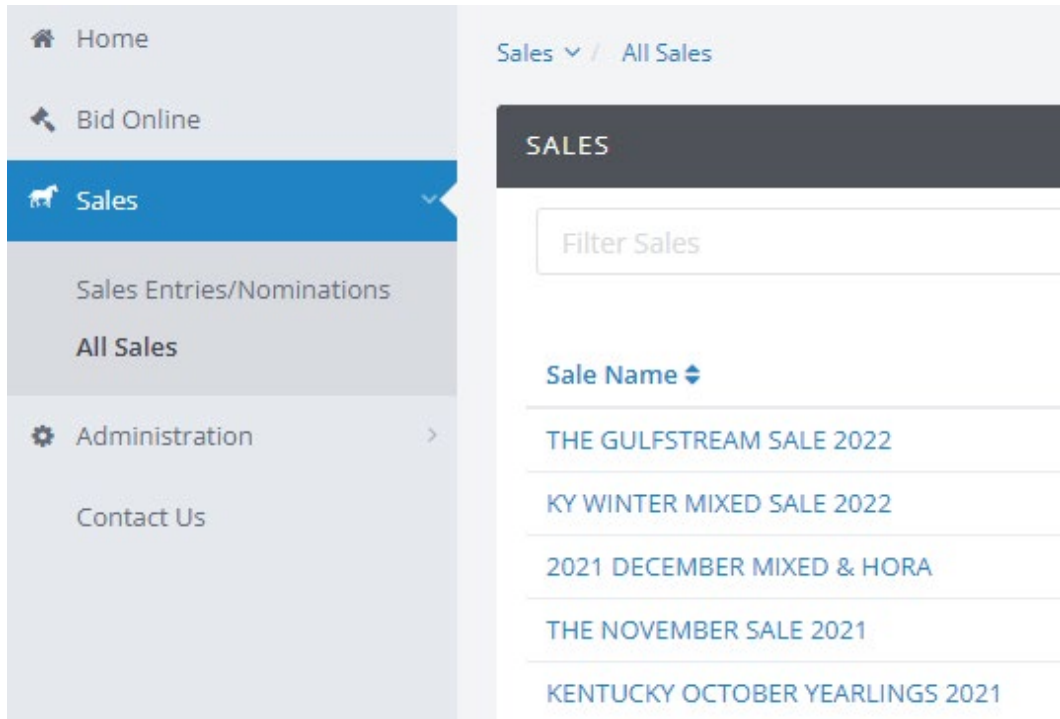 Home
Bid Online
Sales
Sales Entries/Nominations
All Sales
Administration
Contact Us
Sales / All Sales
SALES
Filter Sales
Sale Name
THE GULFSTREAM SALE 2022
KY WINTER MIXED SALE 2022
2021 DECEMBER MIXED & HORA
THE NOVEMBER SALE 2021
KENTUCKY OCTOBER YEARLINGS 2021